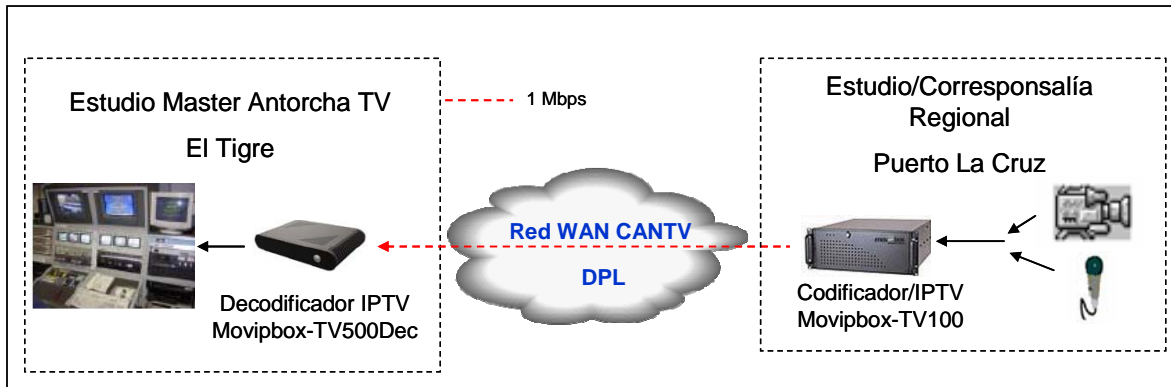 Estudio Master Antorcha TV
El Tigre
Decodificador IPTV
Movipbox-TV500Dec
1 Mbps
Red WAN CANTV
DPL
Estudio/Corresponsalía
Regional
Puerto La Cruz
Codificador/IPTV
Movipbox-TV100